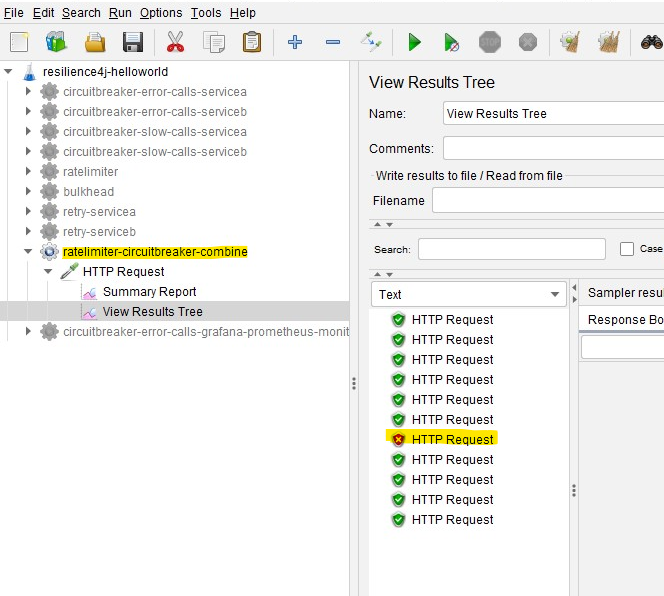 File Edit Search Run Options Tools Help
resilience4j-helloworld
circuitbreaker-error-calls-servicea
circuitbreaker-error-calls-serviceb
circuitbreaker-slow-calls-servicea
circuitbreaker-slow-calls-serviceb
ratelimiter
bulkhead
retry-servicea
retry-serviceb
ratelimiter-circuitbreaker-combine
HTTP Request
Summary Report
View Results Tree
circuitbreaker-error-calls-grafana-prometheus-monit
View Results Tree
Name: View Results Tree
Comments:
Write results to file / Read from file
Filename
Search: Case
Text
HTTP Request
HTTP Request
HTTP Request
HTTP Request
HTTP Request
HTTP Request
HTTP Request
HTTP Request
HTTP Request
HTTP Request
HTTP Request
Sampler resul
Response Bo